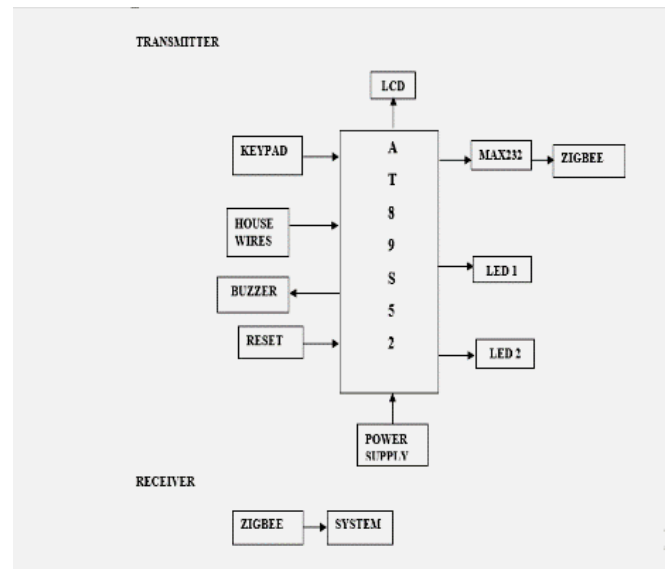 TRANSMITTER
LCD
KEYPAD
A
T
8
9
S
5
2
MAX232
ZIGBEE
HOUSE
WIRES
BUZZER
LED 1
RESET
LED 2
POWER
SUPPLY
RECEIVER
ZIGBEE
SYSTEM